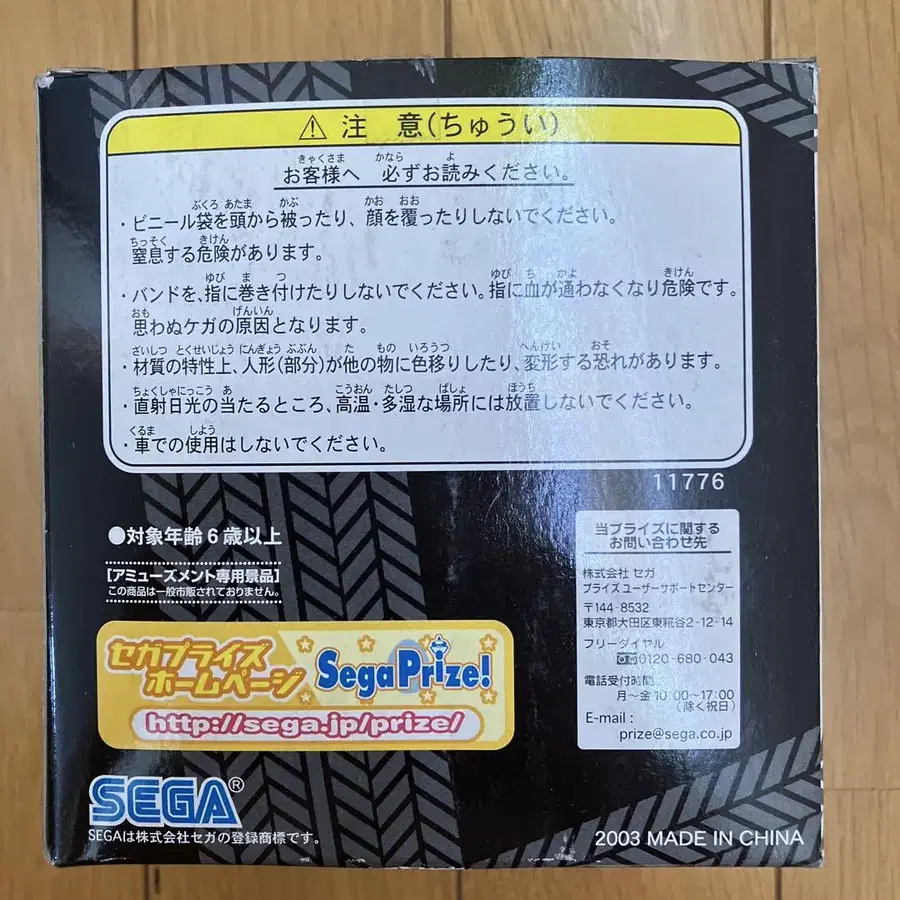 ⚠ 注 意(ちゅうい)
お客様へ 必ずお読みください。
・ビニール袋を頭から被ったり、顔を覆ったりしないでください。
窒息する危険があります。
・バンドを、指に巻き付けたりしないでください。指に血が通わなくなり危険です。
思わぬケガの原因となります。
・材質の特性上、人形(部分)が他の物に色移りしたり、変形する恐れがあります。
・直射日光の当たるところ、高温・多湿な場所には放置しないでください。
・車での使用はしないでください。
11776
●対象年齢6歳以上
[アミューズメント専用景品]
この商品は一般市販されておりません。
セガプライズ
ホームページ
SegaPrize!
http://sega.jp/prize/
当プライズに関する
お問い合わせ先
株式会社 セガ
プライズ ユーザーサポートセンター
〒144-8532
東京都大田区東糀谷2-12-14
フリーダイヤル
0120-680-043
電話受付時間
月〜金 10:00〜17:00
(除く祝日)
E-mail :
prize@sega.co.jp
SEGA®
SEGAは株式会社セガの登録商標です。
2003 MADE IN CHINA